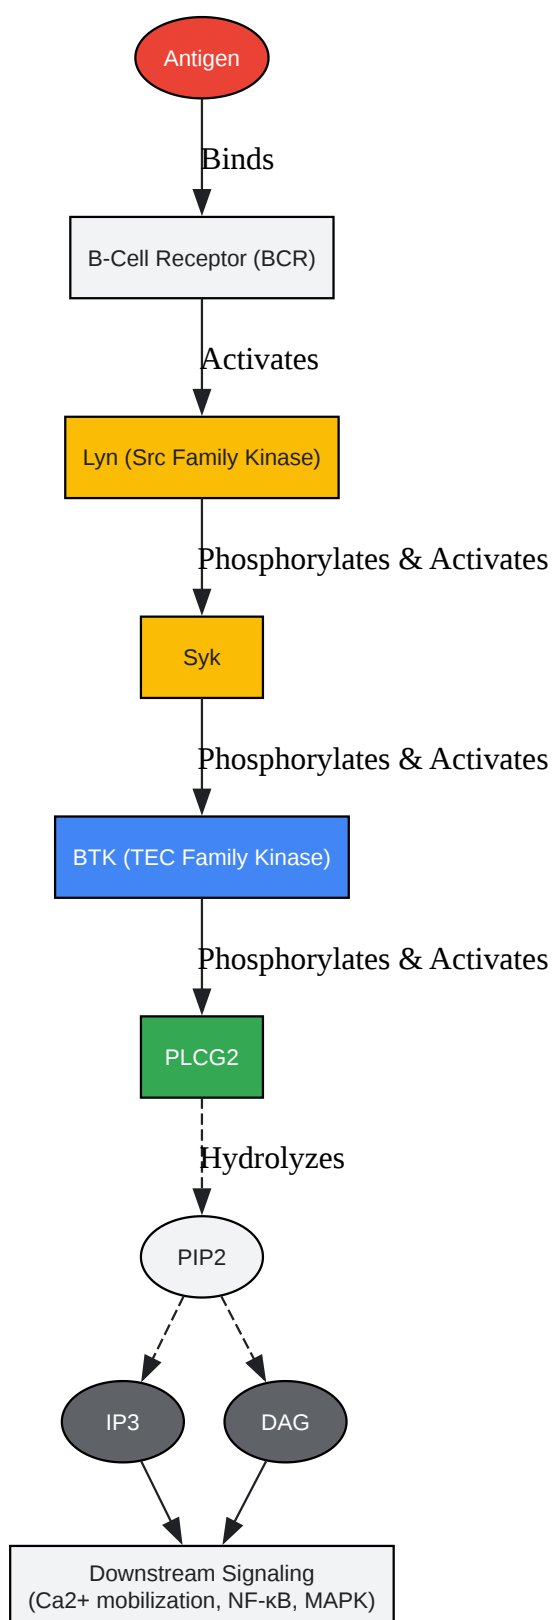 Antigen
Binds
B-Cell Receptor (BCR)
Activates
Lyn (Src Family Kinase)
Phosphorylates & Activates
Syk
Phosphorylates & Activates
BTK (TEC Family Kinase)
Phosphorylates & Activates
PLCG2
Hydrolyzes
PIP2
IP3
DAG
Downstream Signaling
(Ca2+ mobilization, NF-κB, MAPK)